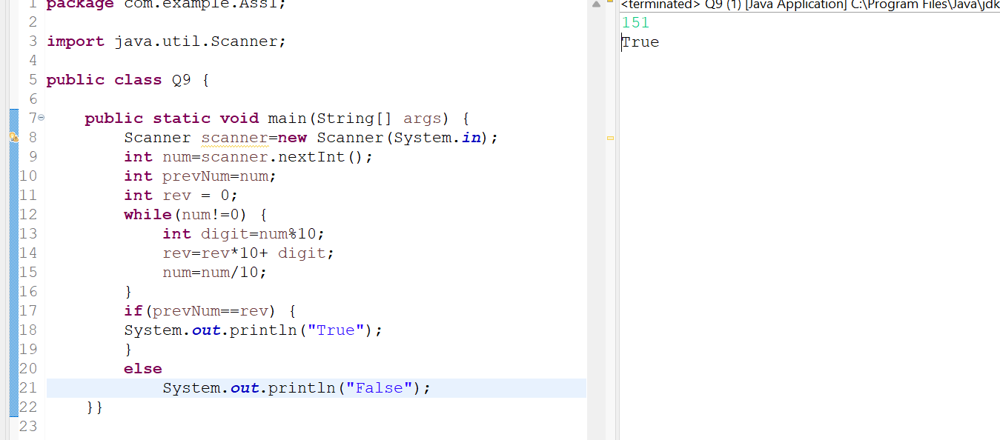 1 package com.example.Ass1;
2
3 import java.util.Scanner;
4
5 public class Q9 {
6
7 public static void main(String[] args) {
8 Scanner scanner=new Scanner(System.in);
9 int num=scanner.nextInt();
10 int prevNum=num;
11 int rev = 0;
12 while(num!=0) {
13 int digit=num%10;
14 rev=rev*10+ digit;
15 num=num/10;
16 }
17 if(prevNum==rev) {
18 System.out.println("True");
19 }
20 else
21 System.out.println("False");
22 }}
23
<terminated> Q9 (1) [Java Application] C:\Program Files\Java\jdk
151
True